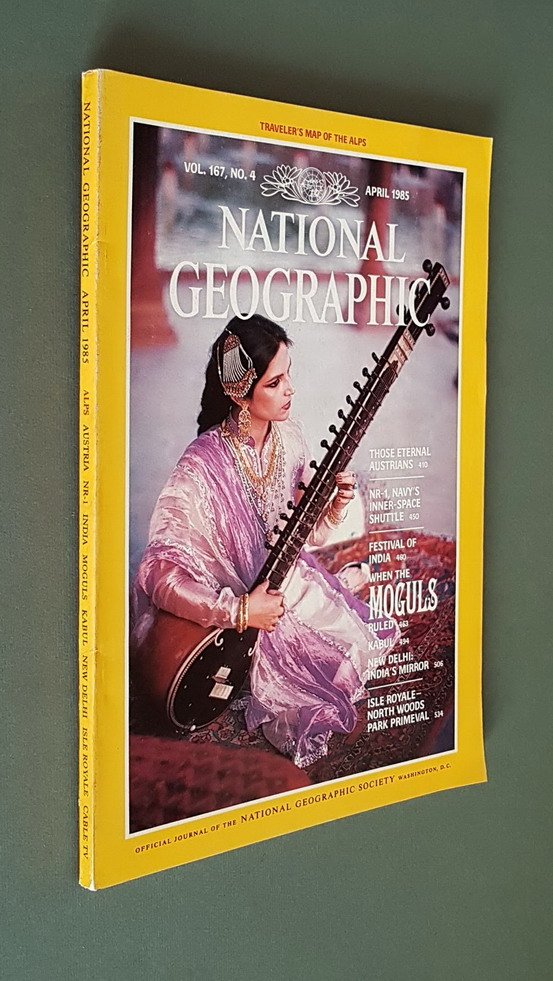 NATIONAL GEOGRAPHIC APRIL 1985 ALPS AUSTRIA NR-1 INDIA MOGULS KABUL NEW DELHI ISLE ROYALE CABLE TV
TRAVELER'S MAP OF THE ALPS
VOL. 167, NO. 4 APRIL 1985
NATIONAL
GEOGRAPHIC
THOSE ETERNAL
AUSTRIANS 410
NR-1, NAVY'S
INNER-SPACE
SHUTTLE 450
FESTIVAL OF
INDIA 460
WHEN THE
MOGULS
RULED 463
KABUL 494
NEW DELHI:
INDIA'S MIRROR 506
ISLE ROYALE—
NORTH WOODS
PARK PRIMEVAL 534
OFFICIAL JOURNAL OF THE NATIONAL GEOGRAPHIC SOCIETY WASHINGTON, D.C.